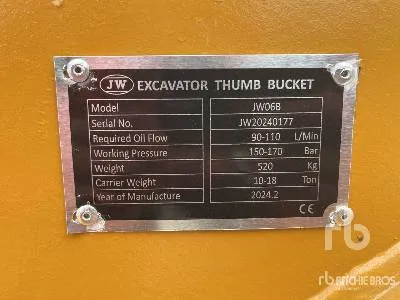 JW EXCAVATOR THUMB BUCKET
Model JW06B
Serial No. JW20240177
Required Oil Flow 90-110 L/Min
Working Pressure 150-170 Bar
Weight 520 Kg
Carrier Weight 10-18 Ton
Year of Manufacture 2024.2
CE
rb
RITCHIE BROS